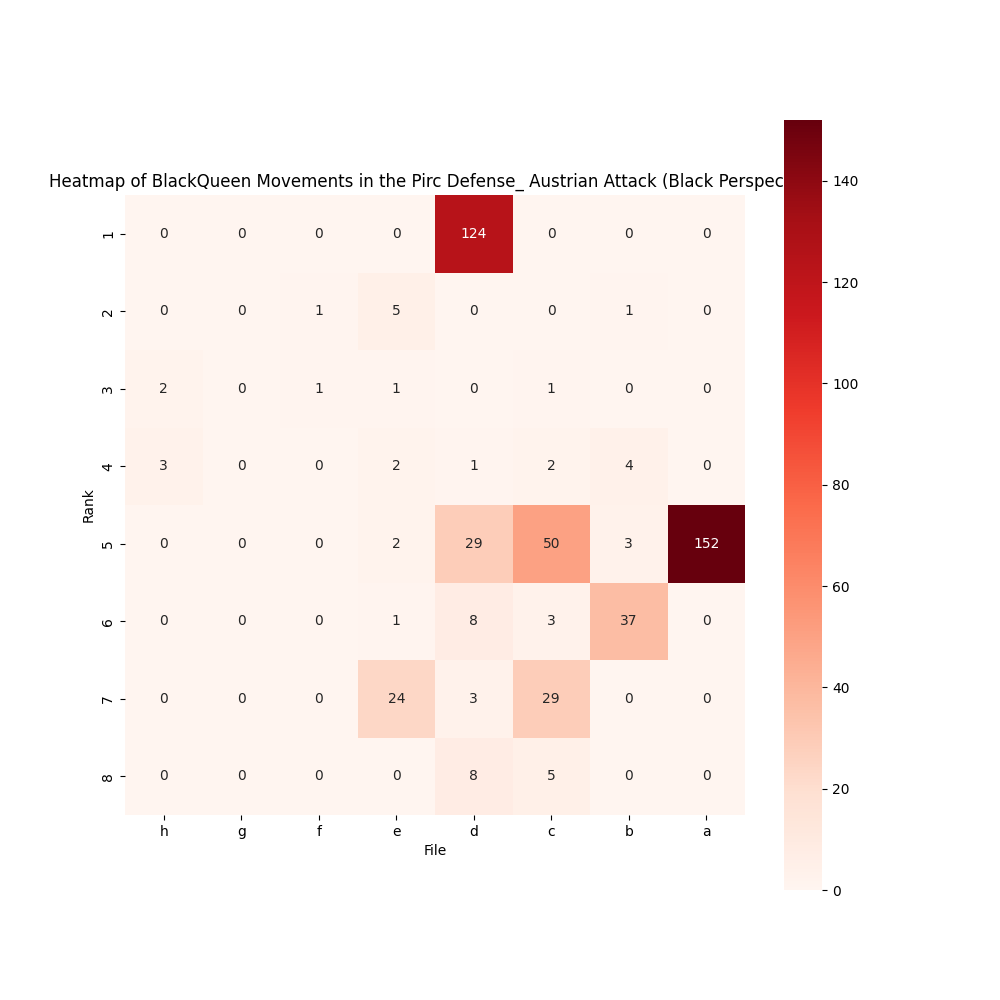 Heatmap of BlackQueen Movements in the Pirc Defense_ Austrian Attack (Black Perspec
1 0 0 0 0 124 0 0 0
2 0 0 1 5 0 0 1 0
3 2 0 1 1 0 1 0 0
4 3 0 0 2 1 2 4 0
Rank
5 0 0 0 2 29 50 3 152
6 0 0 0 1 8 3 37 0
7 0 0 0 24 3 29 0 0
8 0 0 0 0 8 5 0 0
h g f e d c b a
File
140
120
100
80
60
40
20
0